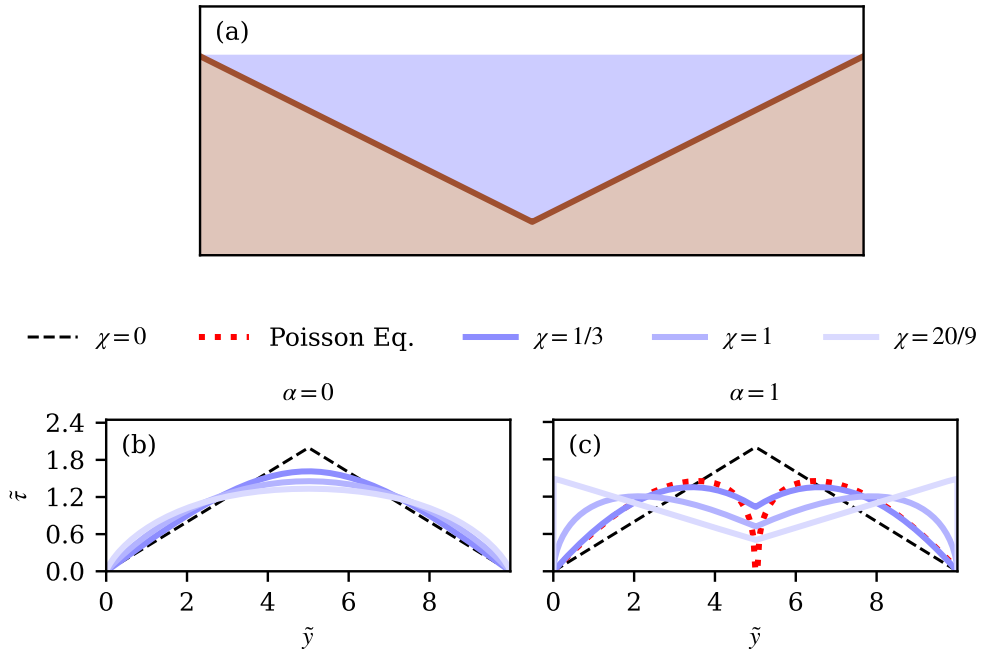 (a)
χ = 0 Poisson Eq. χ = 1/3 χ = 1 χ = 20/9
α = 0 α = 1
2.4
1.8
1.2
0.6
0.0
τ̃
(b)
(c)
0 2 4 6 8
0 2 4 6 8
ỹ ỹ